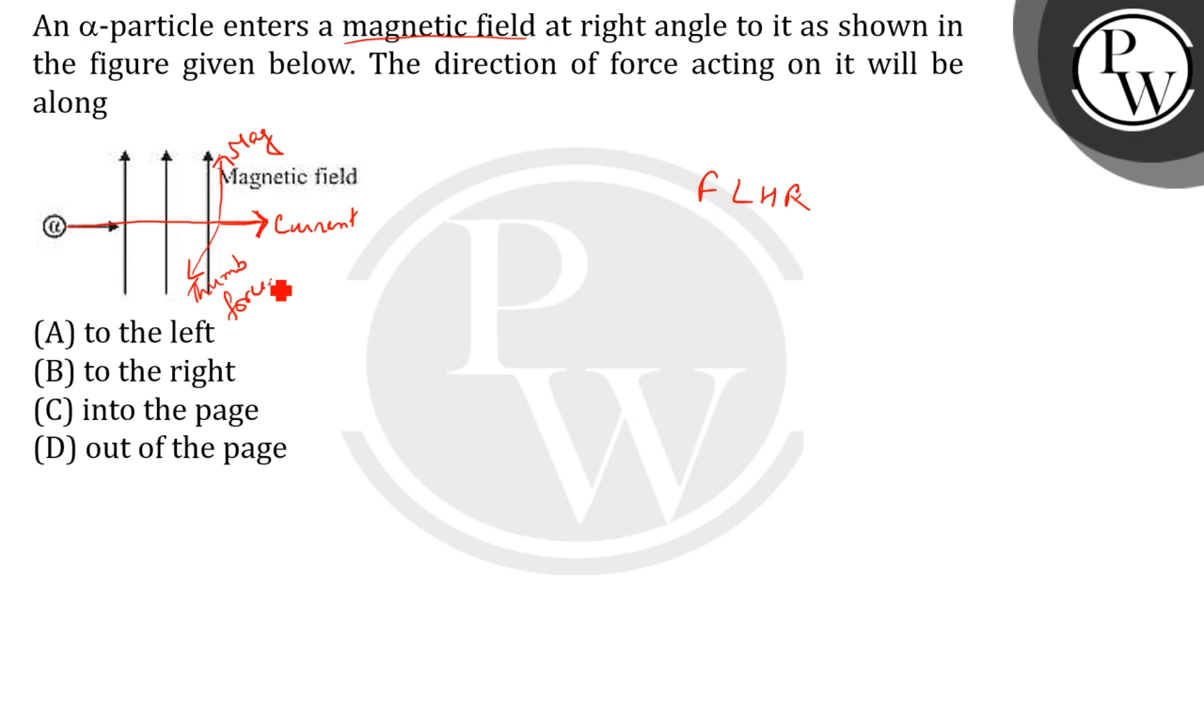 An α-particle enters a magnetic field at right angle to it as shown in
the figure given below. The direction of force acting on it will be
along
Mag
Magnetic field
α
Current
Thumb
force
FLHR
(A) to the left
(B) to the right
(C) into the page
(D) out of the page
PW
PW